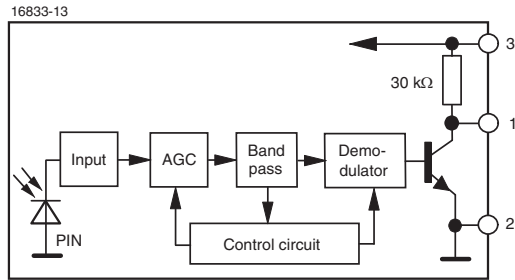 16833-13
3
30 kΩ
1
Input
AGC
Band
pass
Demo-
dulator
2
PIN
Control circuit